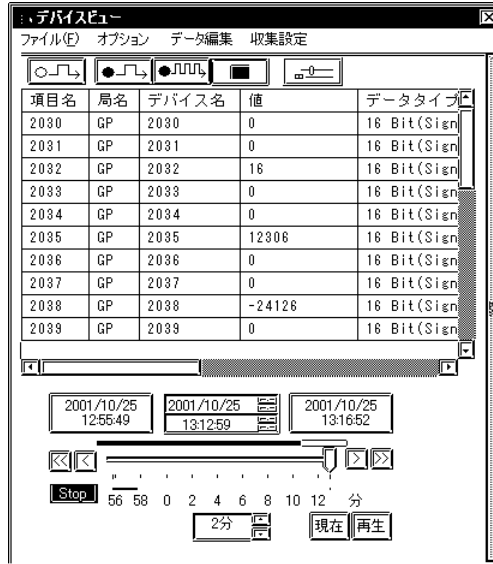 デバイスビュー
ファイル(F) オプション データ編集 収集設定
項目名 局名 デバイス名 値 データタイプ
2030 GP 2030 0 16 Bit(Sign
2031 GP 2031 0 16 Bit(Sign
2032 GP 2032 16 16 Bit(Sign
2033 GP 2033 0 16 Bit(Sign
2034 GP 2034 0 16 Bit(Sign
2035 GP 2035 12306 16 Bit(Sign
2036 GP 2036 0 16 Bit(Sign
2037 GP 2037 0 16 Bit(Sign
2038 GP 2038 -24126 16 Bit(Sign
2039 GP 2039 0 16 Bit(Sign
2001/10/25 2001/10/25 2001/10/25
12:55:49 13:12:59 13:16:52
Stop 56 58 0 2 4 6 8 10 12 分
2分 現在 再生